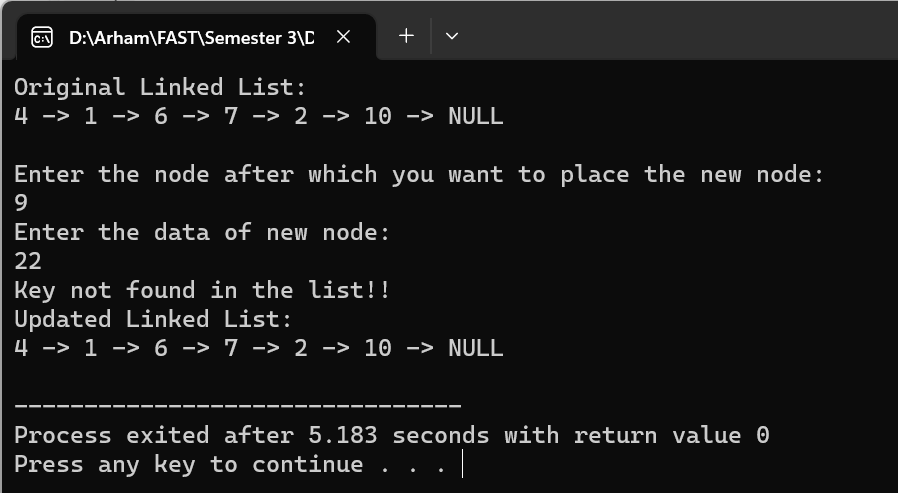 D:\Arham\FAST\Semester 3\D
Original Linked List:
4 -> 1 -> 6 -> 7 -> 2 -> 10 -> NULL
Enter the node after which you want to place the new node:
9
Enter the data of new node:
22
Key not found in the list!!
Updated Linked List:
4 -> 1 -> 6 -> 7 -> 2 -> 10 -> NULL
--------------------------------
Process exited after 5.183 seconds with return value 0
Press any key to continue . . .